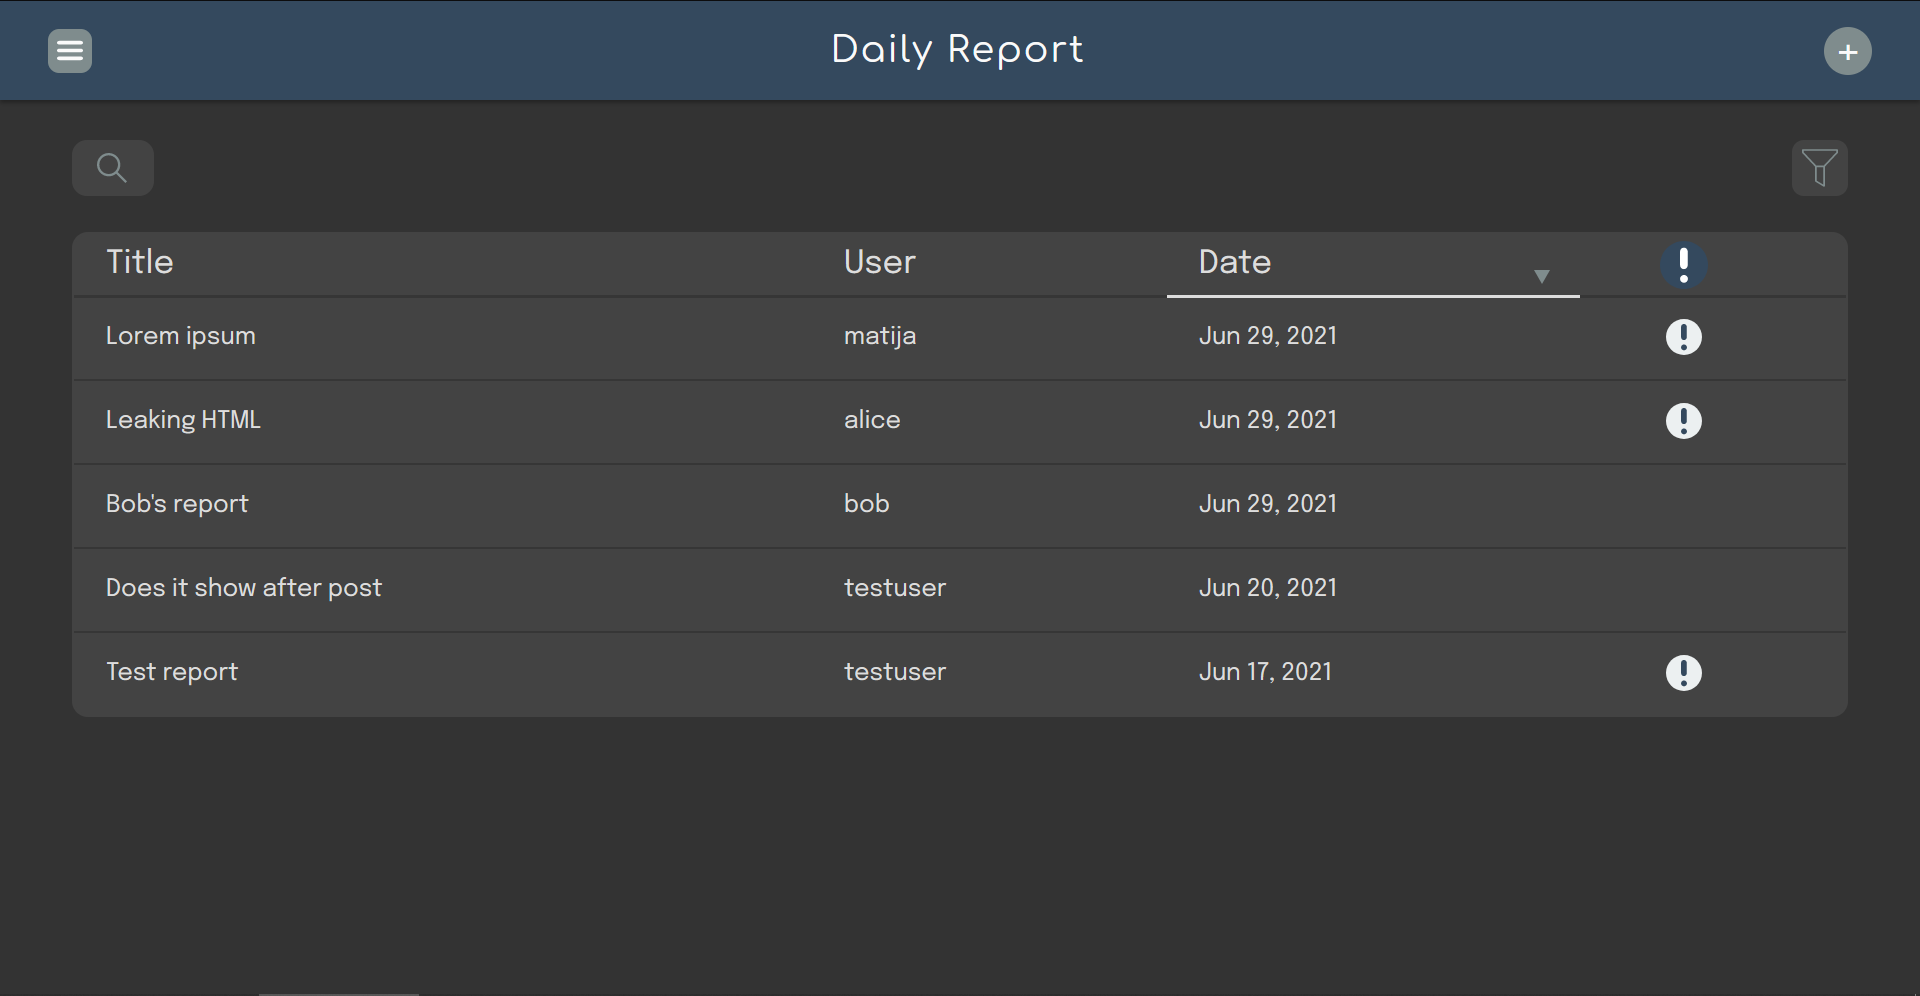 Daily Report
Title User Date
Lorem ipsum matija Jun 29, 2021
Leaking HTML alice Jun 29, 2021
Bob's report bob Jun 29, 2021
Does it show after post testuser Jun 20, 2021
Test report testuser Jun 17, 2021